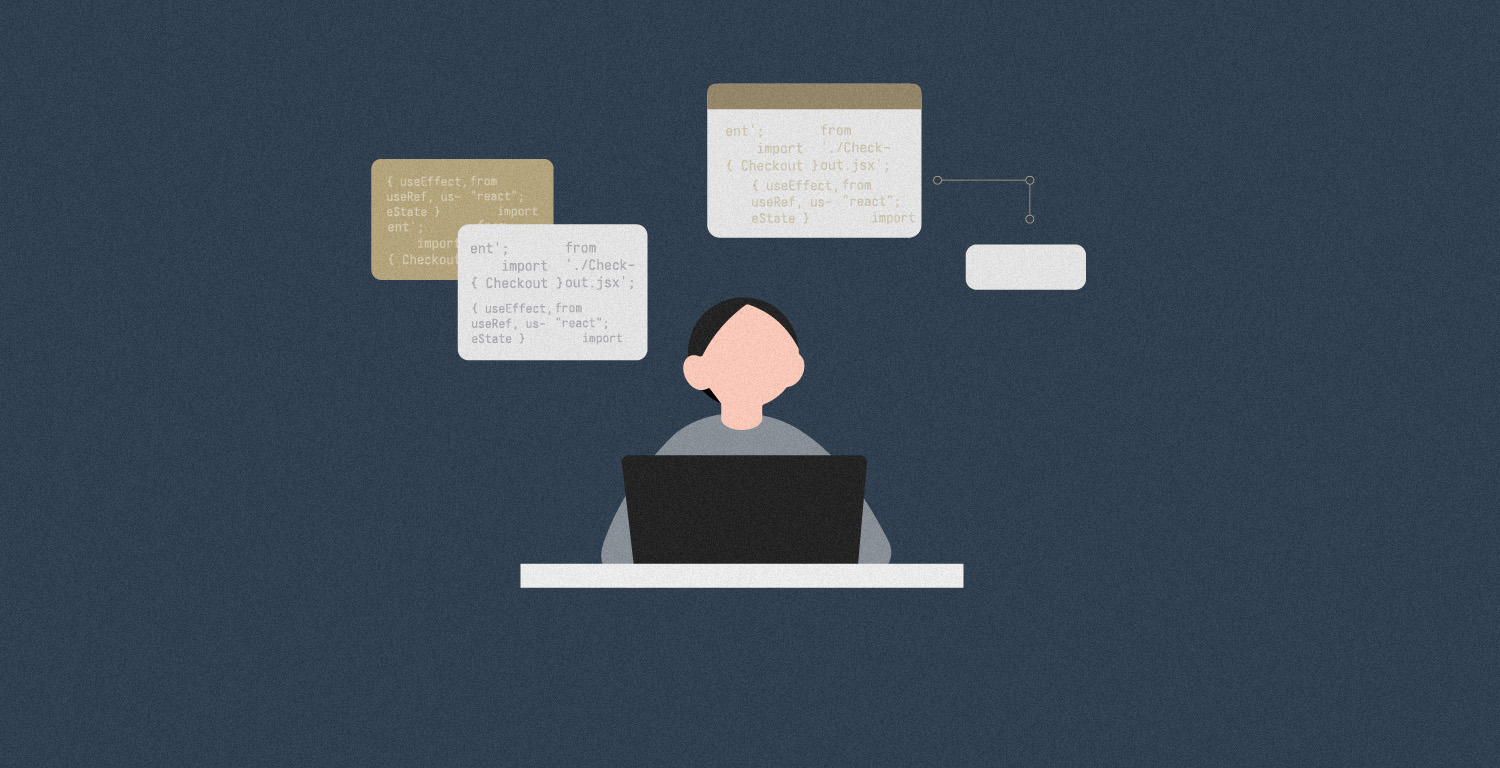 { useEffect, from
useRef, us- "react";
eState } import
ent';
import
{ Checkout
ent'; from
import './Check-
{ Checkout } out.jsx';
{ useEffect, from
useRef, us- "react";
eState } import
ent'; from
import './Check-
{ Checkout } out.jsx';
{ useEffect, from
useRef, us- "react";
eState } import